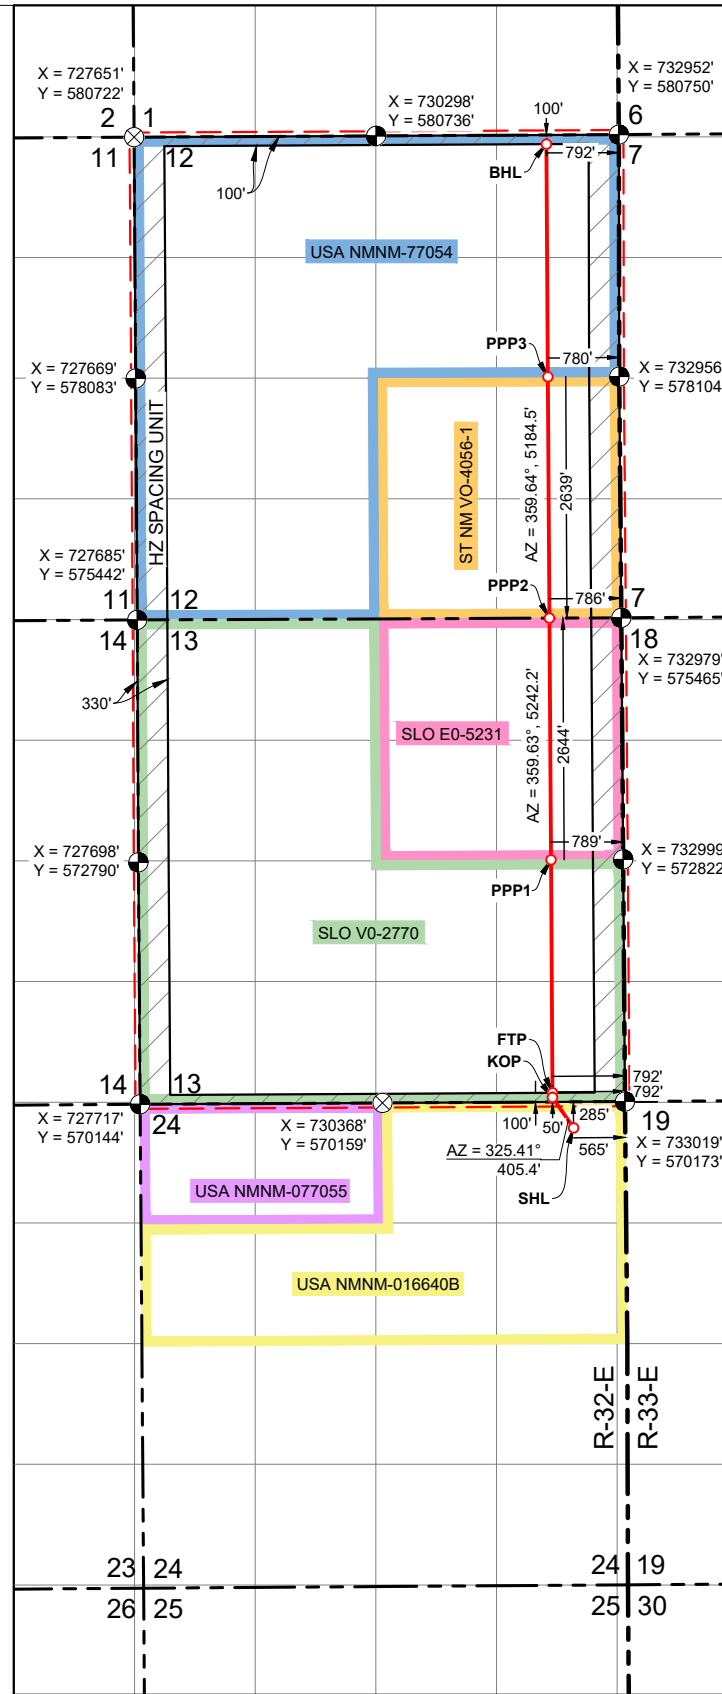 X = 727651'
Y = 580722'
X = 732952'
Y = 580750'
X = 730298'
Y = 580736'
2
1
100'
6
11
12
792'
7
BHL
100'
USA NMNM-77054
PPP3
780'
X = 727669'
Y = 578083'
X = 732956
Y = 578104
HZ SPACING UNIT
ST NM VO-4056-1
AZ = 359.64°, 5184.5'
2639'
X = 727685'
Y = 575442'
PPP2
786'
11
12
7
14
13
18
X = 732979'
Y = 575465'
330'
SLO E0-5231
AZ = 359.63°, 5242.2'
2644'
789'
X = 727698'
Y = 572790'
X = 732999
Y = 572822
PPP1
SLO V0-2770
FTP
KOP
792'
792'
14
13
24
19
X = 727717'
Y = 570144'
X = 730368'
Y = 570159'
100'
50'
285'
X = 733019'
Y = 570173'
AZ = 325.41°
405.4'
565'
SHL
USA NMNM-077055
USA NMNM-016640B
R-32-E
R-33-E
23
24
24
19
26
25
25
30